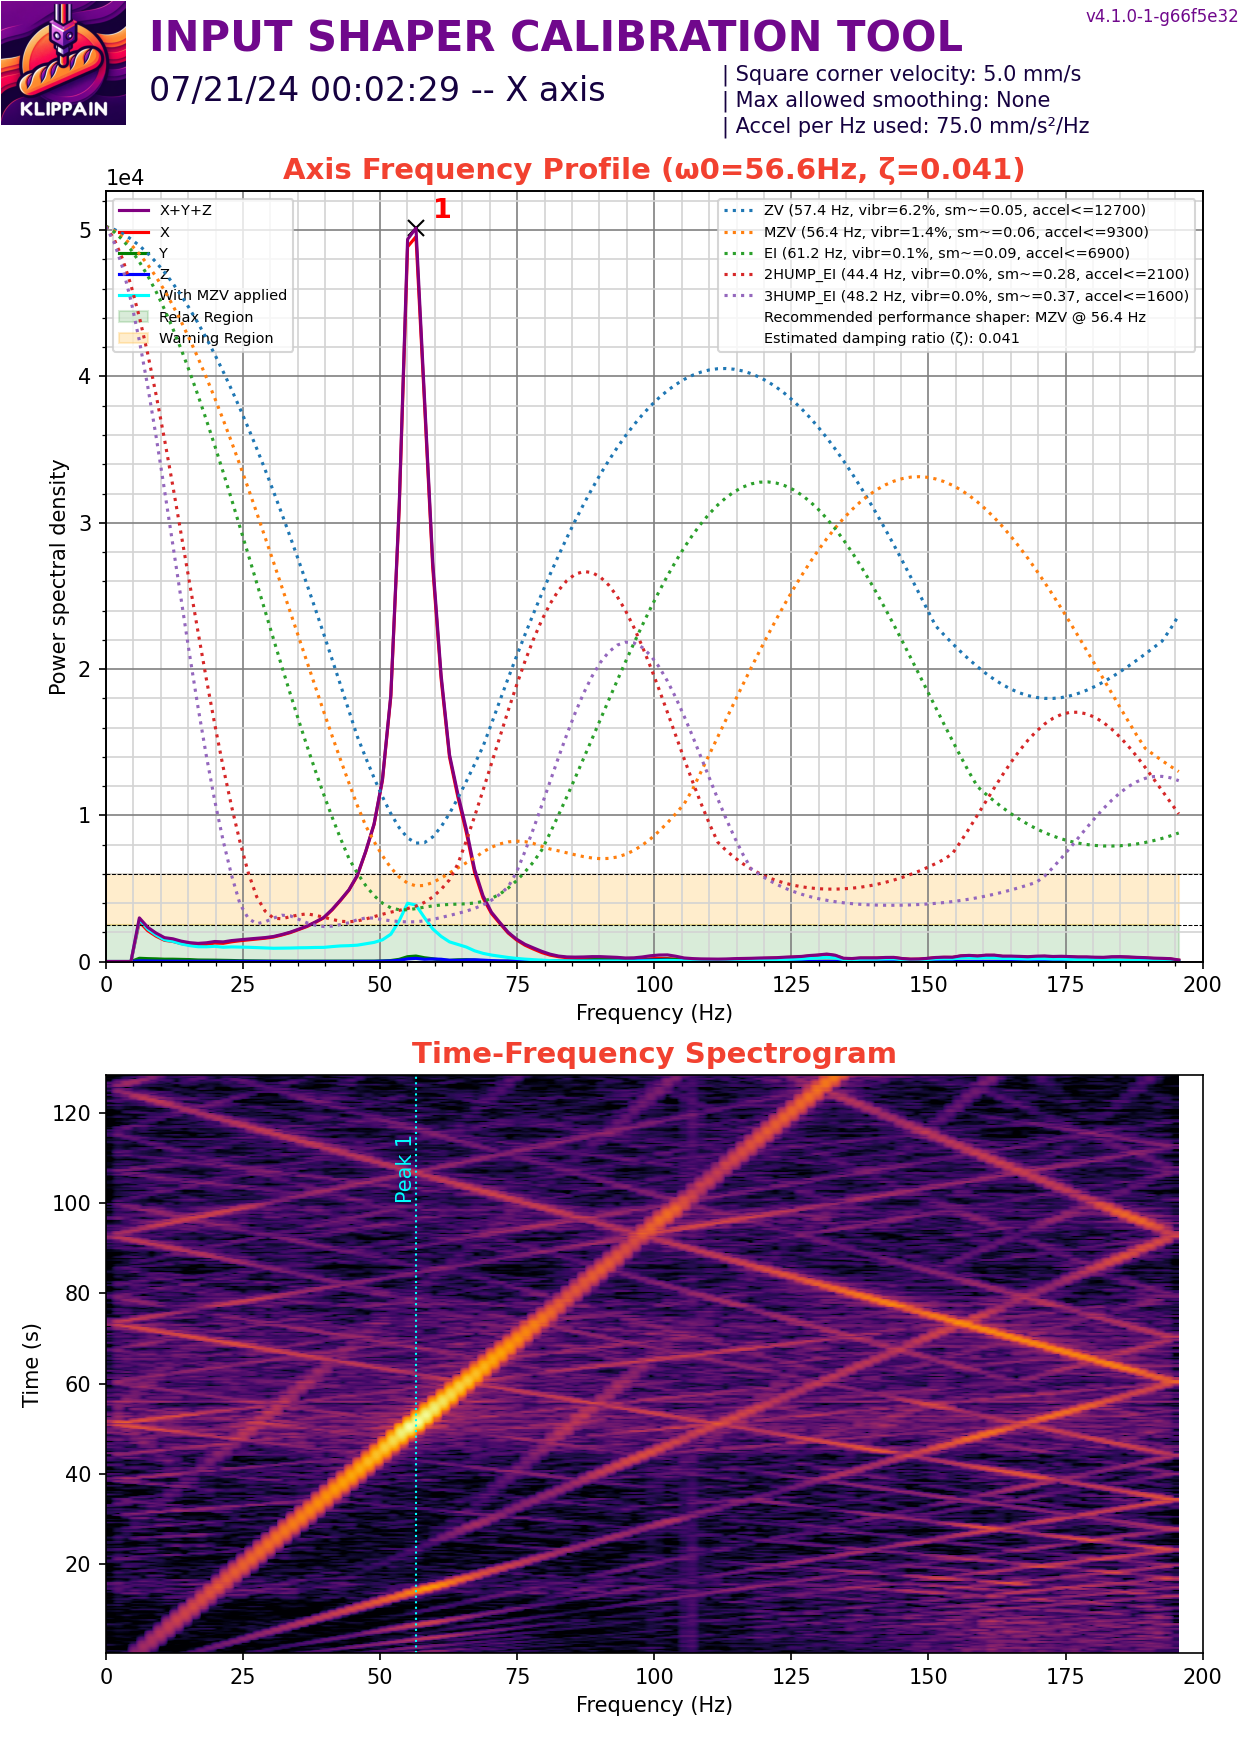 v4.1.0-1-g66f5e32
INPUT SHAPER CALIBRATION TOOL
07/21/24 00:02:29 -- X axis
| Square corner velocity: 5.0 mm/s
| Max allowed smoothing: None
| Accel per Hz used: 75.0 mm/s²/Hz
KLIPPAIN
Axis Frequency Profile (ω0=56.6Hz, ζ=0.041)
1e4
1
X+Y+Z
X
Y
Z
With MZV applied
Relax Region
Warning Region
ZV (57.4 Hz, vibr=6.2%, sm~=0.05, accel<=12700)
MZV (56.4 Hz, vibr=1.4%, sm~=0.06, accel<=9300)
EI (61.2 Hz, vibr=0.1%, sm~=0.09, accel<=6900)
2HUMP_EI (44.4 Hz, vibr=0.0%, sm~=0.28, accel<=2100)
3HUMP_EI (48.2 Hz, vibr=0.0%, sm~=0.37, accel<=1600)
Recommended performance shaper: MZV @ 56.4 Hz
Estimated damping ratio (ζ): 0.041
5
4
3
2
1
0
Power spectral density
0 25 50 75 100 125 150 175 200
Frequency (Hz)
Time-Frequency Spectrogram
120
100
80
60
40
20
Time (s)
Peak 1
0 25 50 75 100 125 150 175 200
Frequency (Hz)